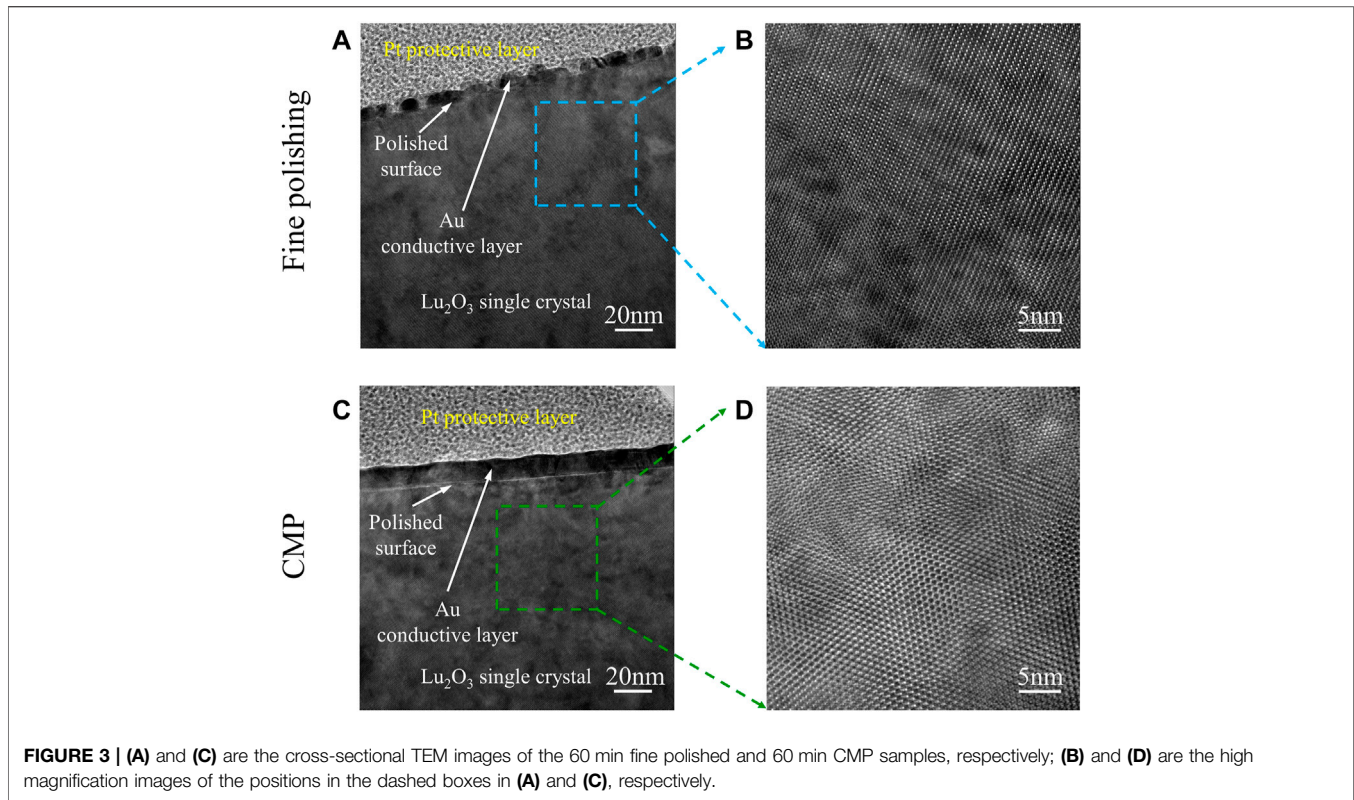 Fine polishing
A
Pt protective layer
Polished
surface
Au
conductive layer
Lu₂O₃ single crystal
20nm
B
5nm
CMP
C
Pt protective layer
Polished
surface
Au
conductive layer
Lu₂O₃ single crystal
20nm
D
5nm
FIGURE 3 | (A) and (C) are the cross-sectional TEM images of the 60 min fine polished and 60 min CMP samples, respectively; (B) and (D) are the high
magnification images of the positions in the dashed boxes in (A) and (C), respectively.